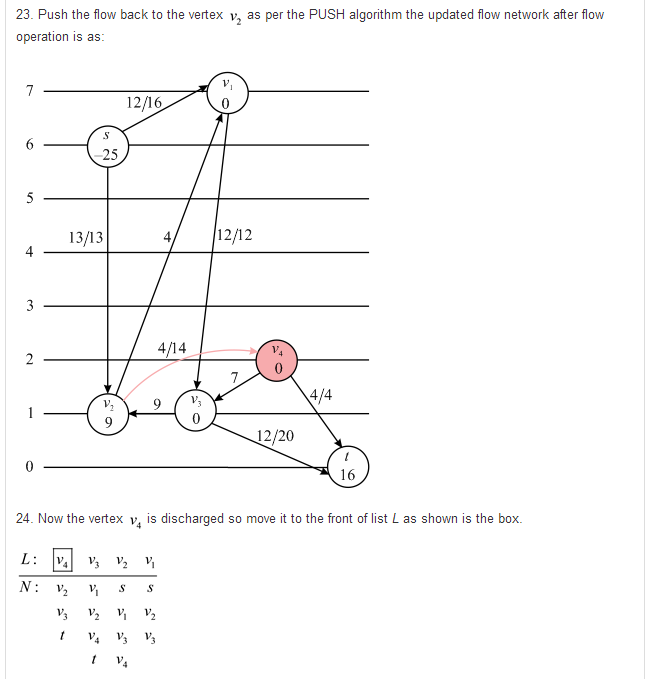 23. Push the flow back to the vertex v2 as per the PUSH algorithm the updated flow network after flow
operation is as:
7
v1
12/16
0
s
6
-25
5
13/13
4
12/12
4
3
4/14
v4
2
0
7
4/4
v2
9
v3
1
9
0
12/20
t
0
16
24. Now the vertex v4 is discharged so move it to the front of list L as shown is the box.
L: v4 v3 v2 v1
N: v2 v1 s s
v3 v2 v1 v2
t v4 v3 v3
t v4